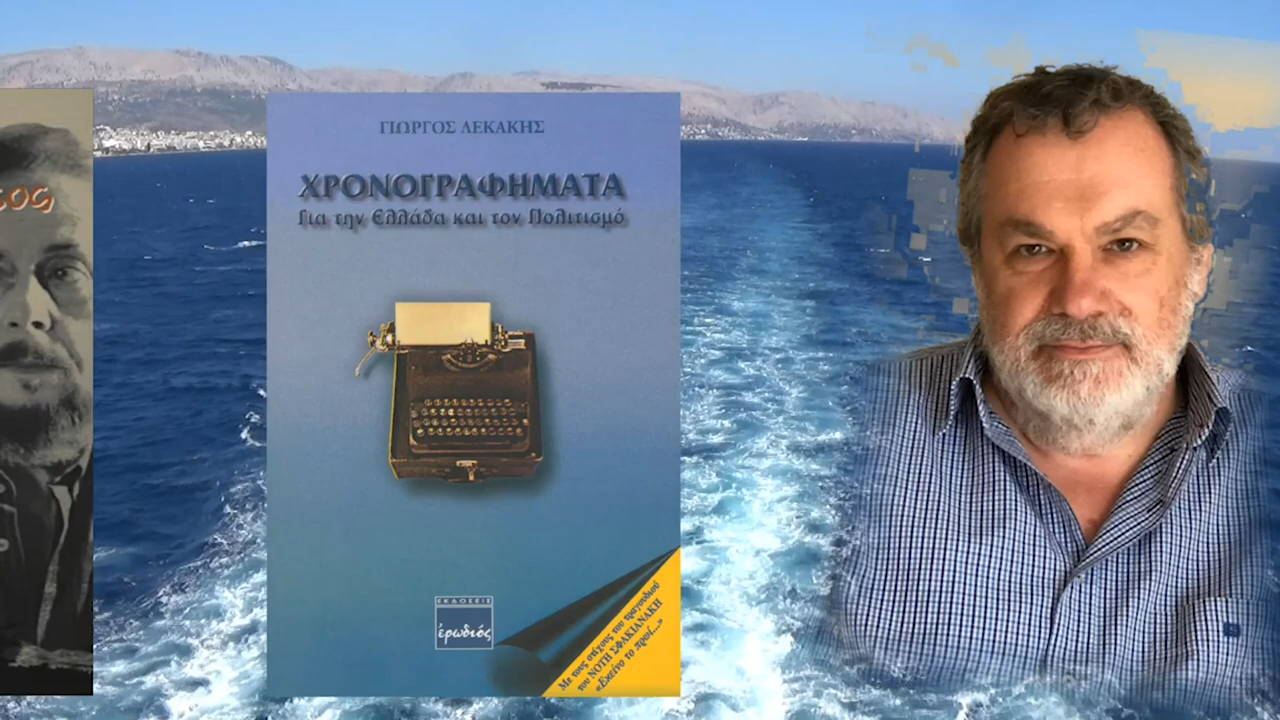 ΓΙΩΡΓΟΣ ΛΕΚΑΚΗΣ
ΧΡΟΝΟΓΡΑΦΗΜΑΤΑ
Για την Ελλάδα και τον Πολιτισμό
ΕΚΔΟΣΕΙΣ
ἐρωδιός
Με τους στίχους του τραγουδιού
του ΝΟΤΗ ΣΦΑΚΙΑΝΑΚΗ
«Εκείνο το πρωί...»